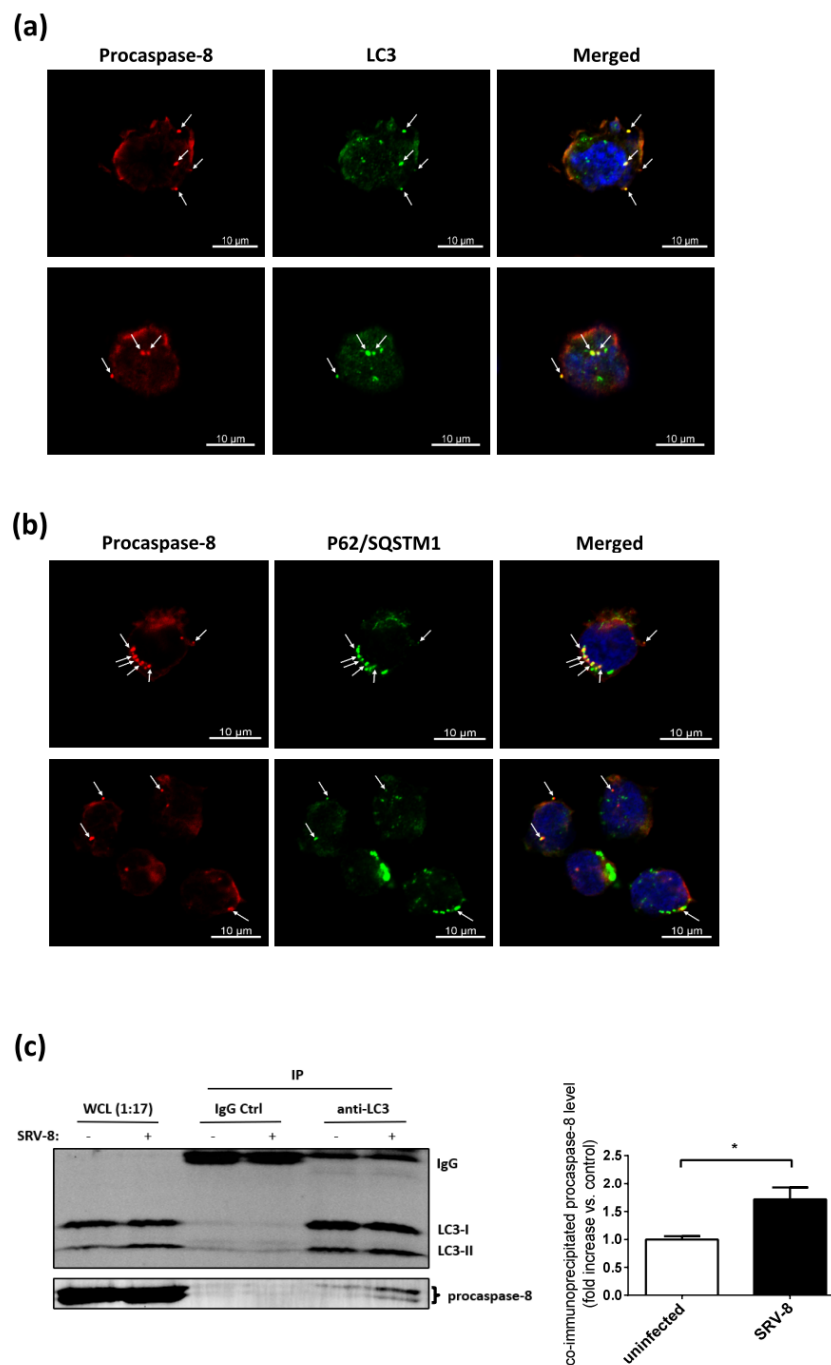 (a)
Procaspase-8 LC3 Merged
10 µm 10 µm 10 µm
10 µm 10 µm 10 µm
(b)
Procaspase-8 P62/SQSTM1 Merged
10 µm 10 µm 10 µm
10 µm 10 µm 10 µm
(c)
IP
WCL (1:17) IgG Ctrl anti-LC3
SRV-8: - + - + - +
IgG
LC3-I
LC3-II
procaspase-8
co-immunoprecipitated procaspase-8 level
(fold increase vs. control)
2.5
2.0
1.5
1.0
0.5
0.0
*
uninfected
SRV-8